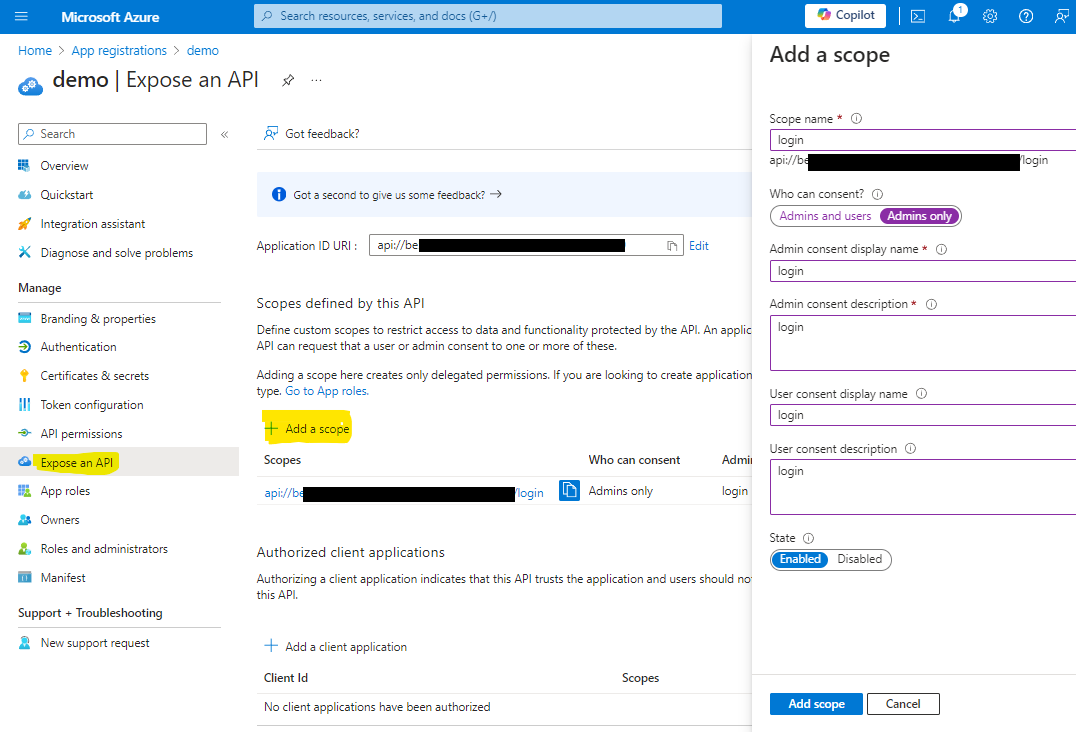 Microsoft Azure
Search resources, services, and docs (G+/)
Copilot
1
Home > App registrations > demo
demo | Expose an API
...
Search
«
Overview
Quickstart
Integration assistant
Diagnose and solve problems
Manage
Branding & properties
Authentication
Certificates & secrets
Token configuration
API permissions
Expose an API
App roles
Owners
Roles and administrators
Manifest
Support + Troubleshooting
New support request
Got feedback?
Got a second to give us some feedback? →
Application ID URI : api://be Edit
Scopes defined by this API
Define custom scopes to restrict access to data and functionality protected by the API. An applic
API can request that a user or admin consent to one or more of these.
Adding a scope here creates only delegated permissions. If you are looking to create application
type. Go to App roles.
+ Add a scope
Scopes Who can consent Admin
api://be /login Admins only login
Authorized client applications
Authorizing a client application indicates that this API trusts the application and users should no
this API.
+ Add a client application
Client Id Scopes
No client applications have been authorized
Add a scope
Scope name *
login
api://be /login
Who can consent?
Admins and users Admins only
Admin consent display name *
login
Admin consent description *
login
User consent display name
login
User consent description
login
State
Enabled Disabled
Add scope Cancel